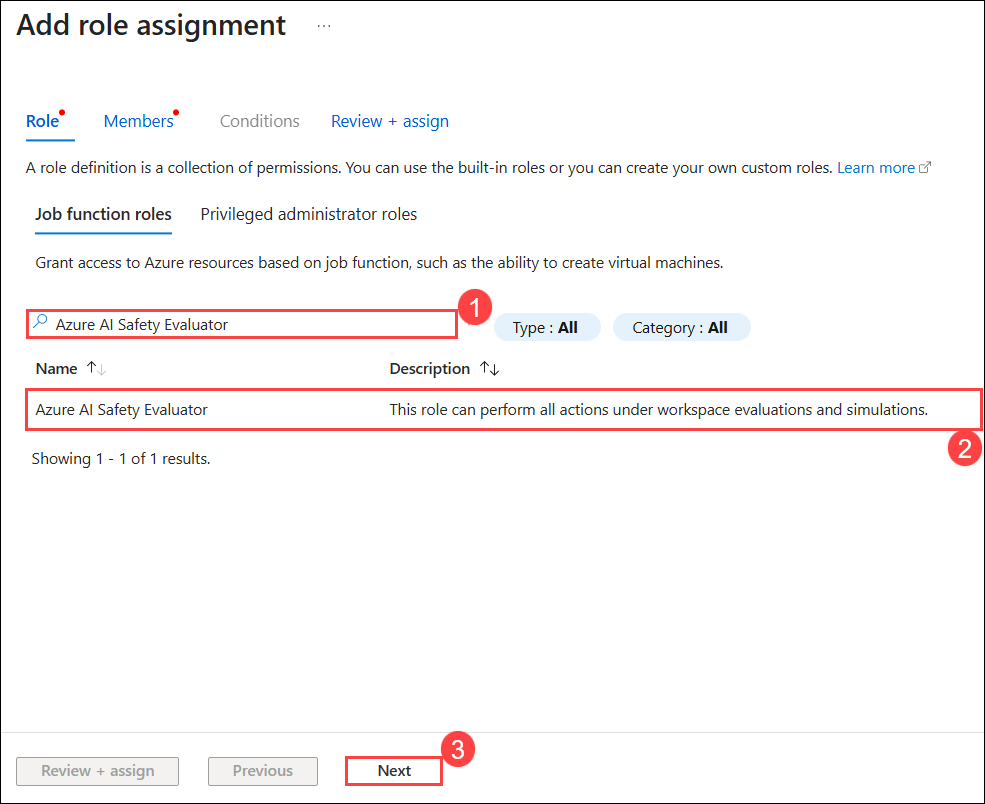 Add role assignment ...
Role Members Conditions Review + assign
A role definition is a collection of permissions. You can use the built-in roles or you can create your own custom roles. Learn more
Job function roles Privileged administrator roles
Grant access to Azure resources based on job function, such as the ability to create virtual machines.
1
Azure AI Safety Evaluator Type : All Category : All
Name Description
Azure AI Safety Evaluator This role can perform all actions under workspace evaluations and simulations.
2
Showing 1 - 1 of 1 results.
3
Review + assign Previous Next